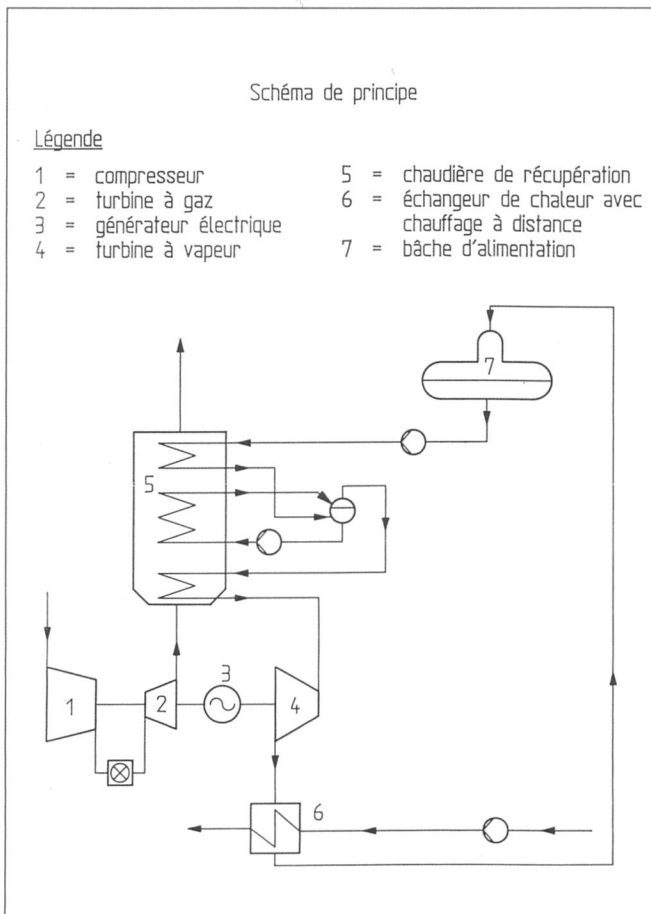 Schéma de principe
Légende
1 = compresseur
2 = turbine à gaz
3 = générateur électrique
4 = turbine à vapeur
5 = chaudière de récupération
6 = échangeur de chaleur avec
chauffage à distance
7 = bâche d'alimentation
7
5
3
1
2
4
6